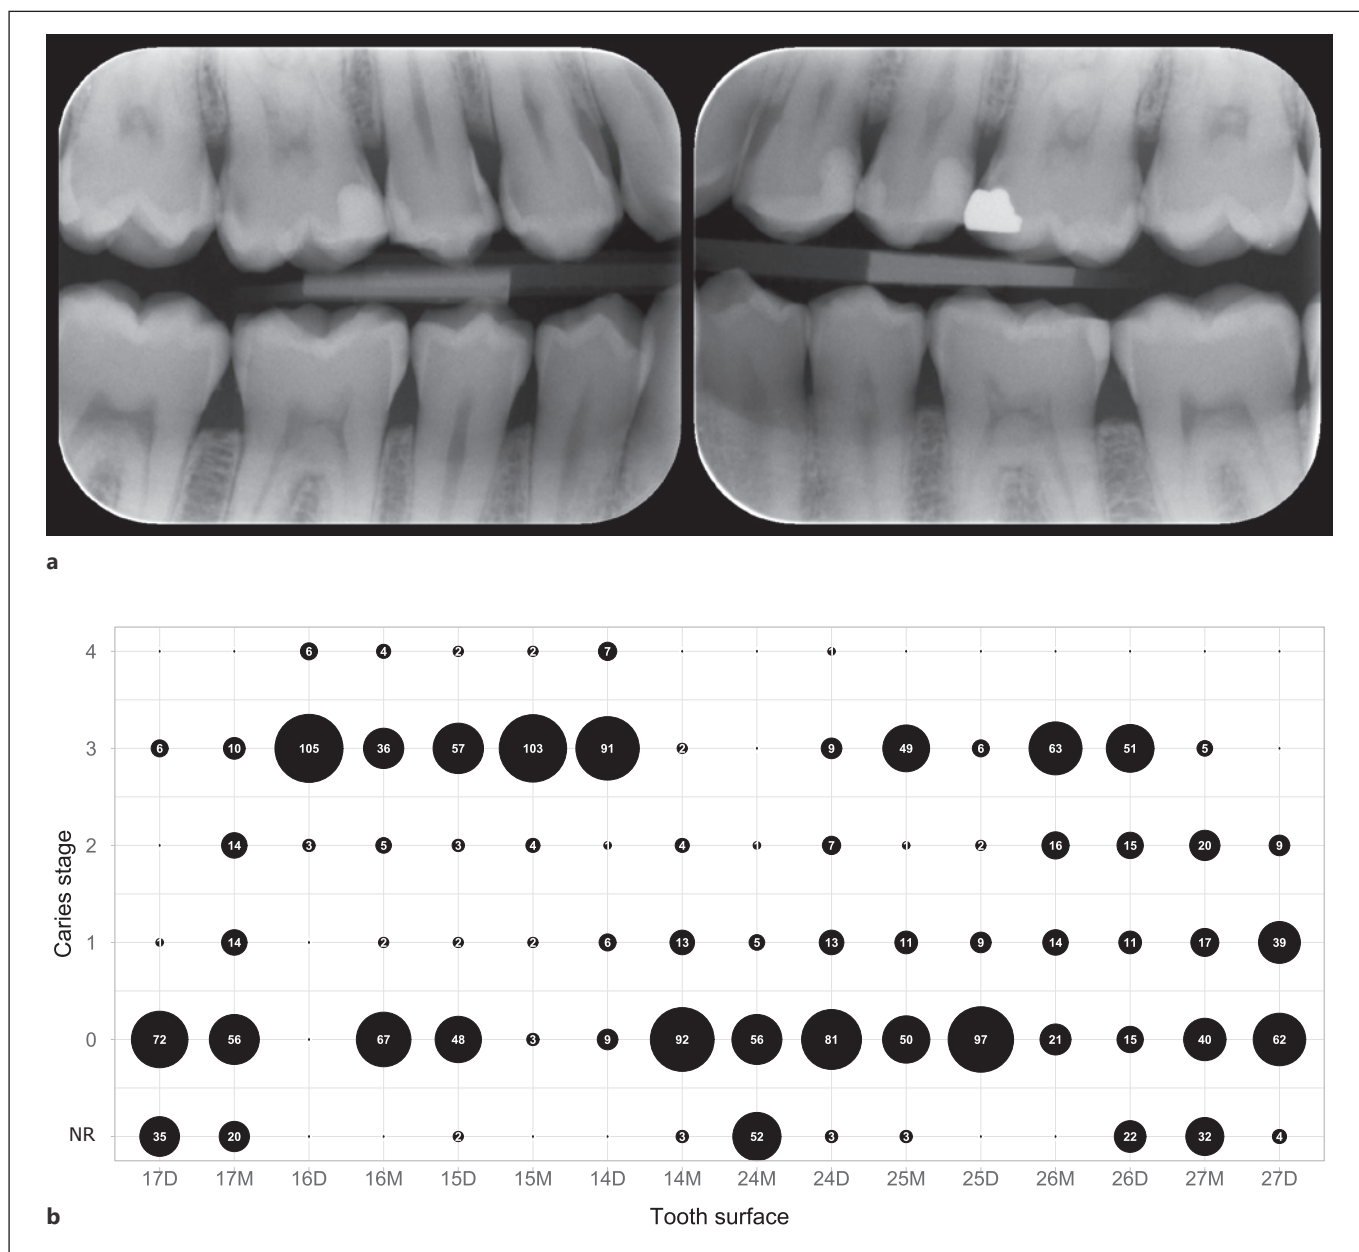 a
4 6 4 2 2 7 1
3 6 10 105 36 57 103 91 2 9 49 6 63 51 5
2 14 3 5 3 4 1 4 1 7 1 2 16 15 20 9
1 1 14 2 2 2 6 13 5 13 11 9 14 11 17 39
0 72 56 67 48 3 9 92 56 81 50 97 21 15 40 62
NR 35 20 2 3 52 3 3 22 32 4
Caries stage
17D 17M 16D 16M 15D 15M 14D 14M 24M 24D 25M 25D 26M 26D 27M 27D
Tooth surface
b